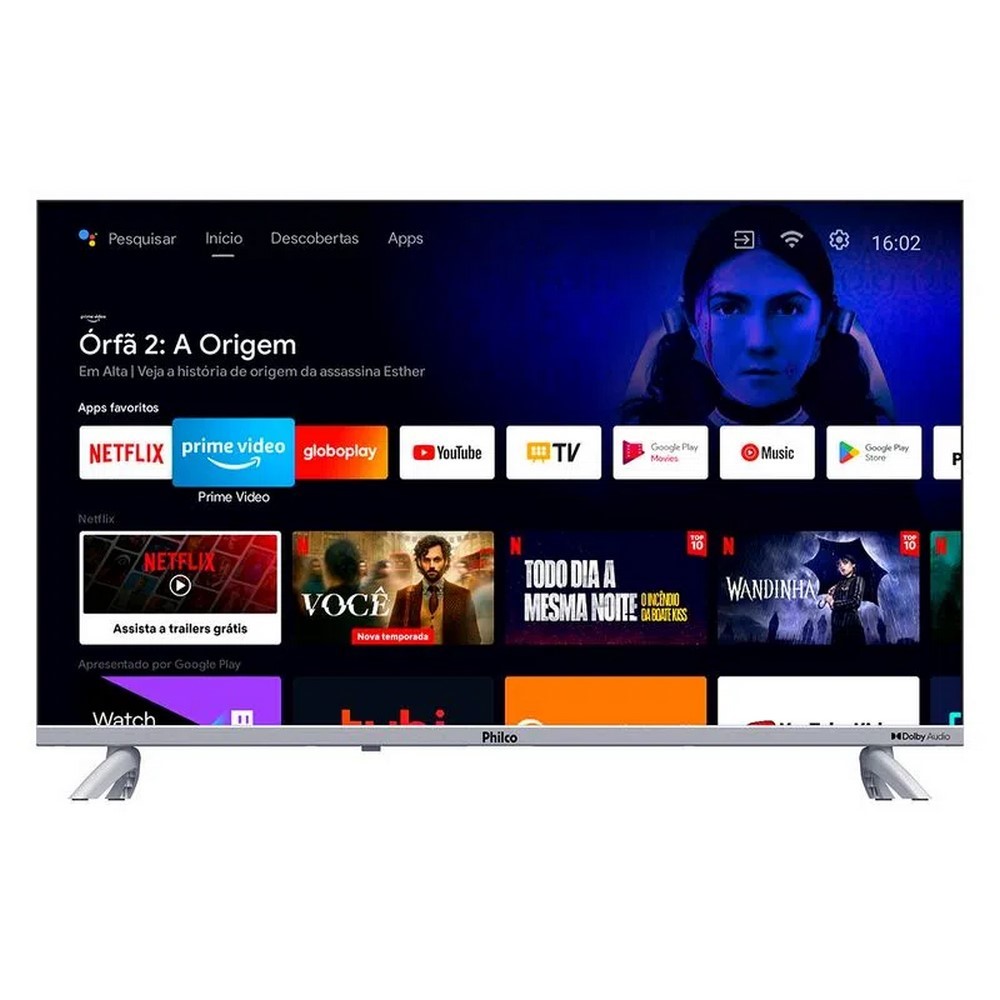 Pesquisar Início Descobertas Apps 16:02
prime video
Órfã 2: A Origem
Em Alta | Veja a história de origem da assassina Esther
Apps favoritos
NETFLIX prime video globoplay YouTube TV Google Play Movies Music Google Play Store P
Prime Video
Netflix
NETFLIX
Assista a trailers grátis
VOCÊ
Nova temporada
N TOP 10
TODO DIA A
MESMA NOITE O INCÊNDIO
DA BOATE KISS
N TOP 10
WANDINHA
N
Apresentado por Google Play
Watch tubi
Philco Dolby Audio